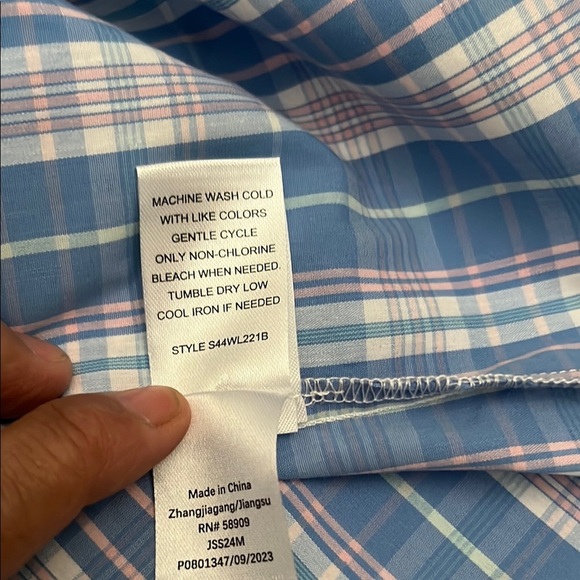 MACHINE WASH COLD
WITH LIKE COLORS
GENTLE CYCLE
ONLY NON-CHLORINE
BLEACH WHEN NEEDED.
TUMBLE DRY LOW
COOL IRON IF NEEDED
STYLE S44WL221B
Made in China
Zhangjiagang/Jiangsu
RN# 58909
JSS24M
P0801347/09/2023